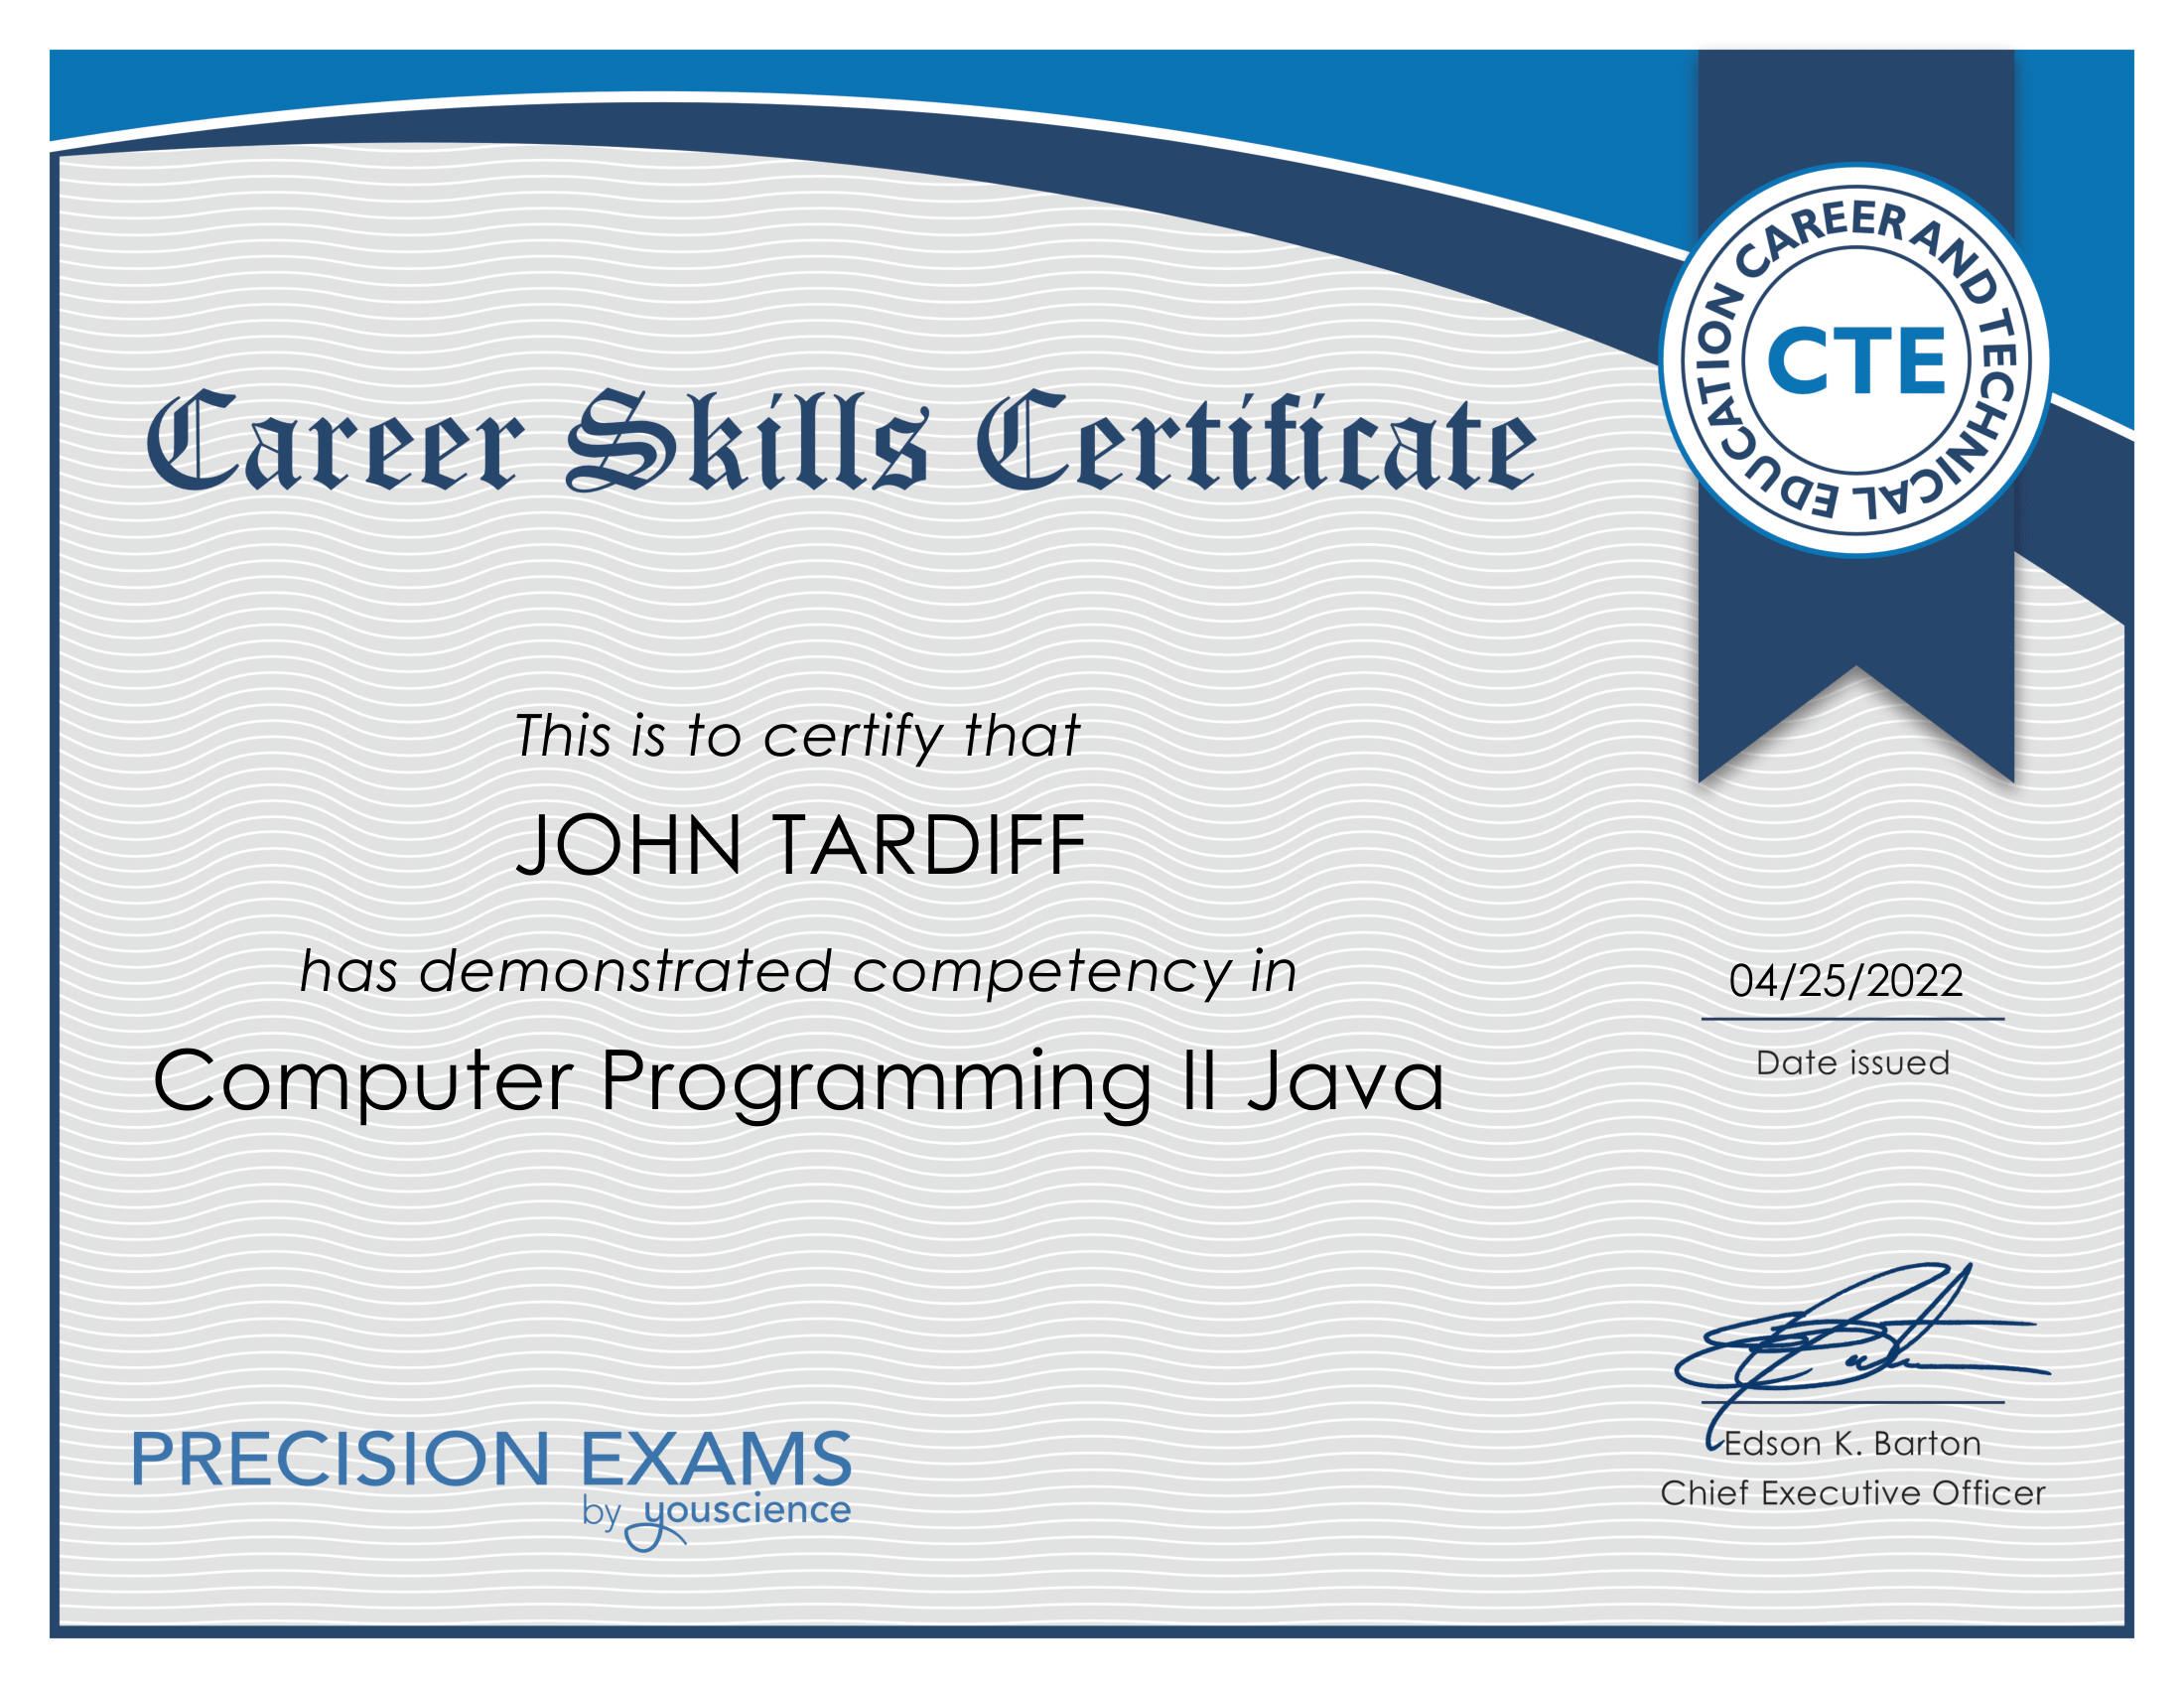 CAREER AND TECHNICAL EDUCATION
CTE
Career Skills Certificate
This is to certify that
JOHN TARDIFF
has demonstrated competency in
Computer Programming II Java
04/25/2022
Date issued
PRECISION EXAMS
by youscience
Edson K. Barton
Chief Executive Officer